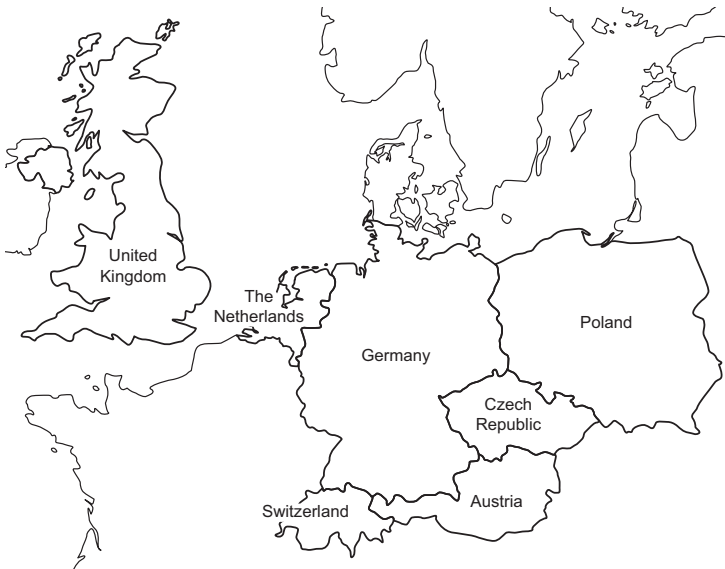 United
Kingdom
The
Netherlands
Germany
Poland
Czech
Republic
Switzerland
Austria